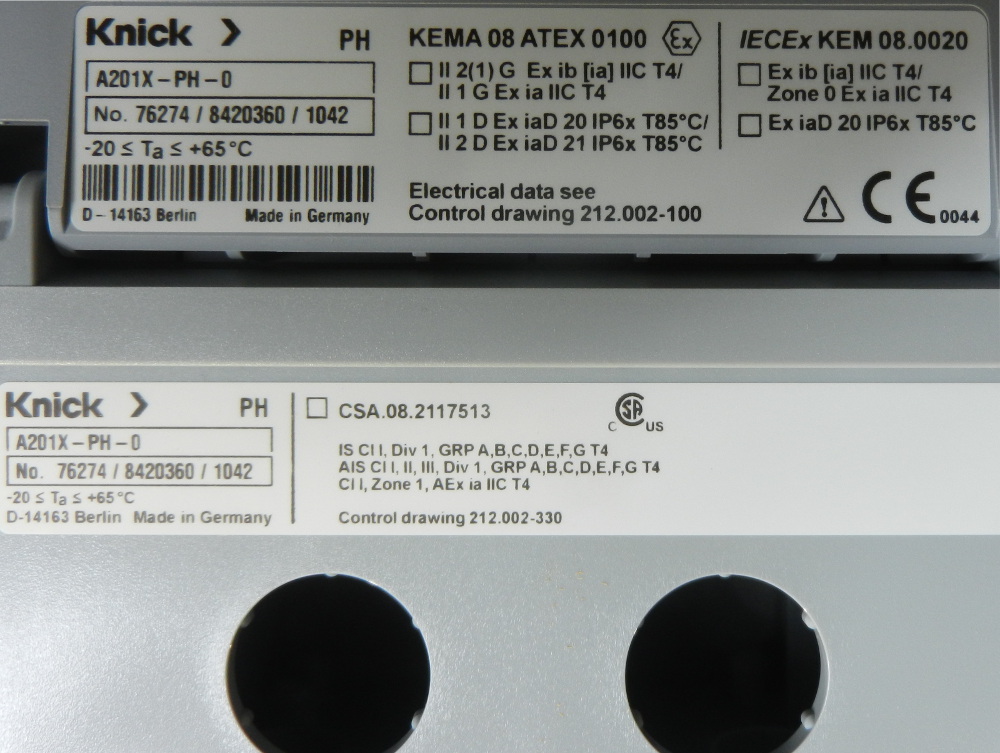 Knick >
PH
A201X-PH-0
No. 76274 / 8420360 / 1042
-20 ≤ Ta ≤ +65°C
D-14163 Berlin Made in Germany
KEMA 08 ATEX 0100 Ex
II 2(1) G Ex ib [ia] IIC T4/
II 1 G Ex ia IIC T4
II 1 D Ex iaD 20 IP6x T85°C/
II 2 D Ex iaD 21 IP6x T85°C
Electrical data see
Control drawing 212.002-100
IECEx KEM 08.0020
Ex ib [ia] IIC T4/
Zone 0 Ex ia IIC T4
Ex iaD 20 IP6x T85°C
CE 0044
Knick >
PH
A201X-PH-0
No. 76274 / 8420360 / 1042
-20 ≤ Ta ≤ +65°C
D-14163 Berlin Made in Germany
CSA.08.2117513
C SA US
IS Cl I, Div 1, GRP A,B,C,D,E,F,G T4
AIS Cl I, II, III, Div 1, GRP A,B,C,D,E,F,G T4
Cl I, Zone 1, AEx ia IIC T4
Control drawing 212.002-330